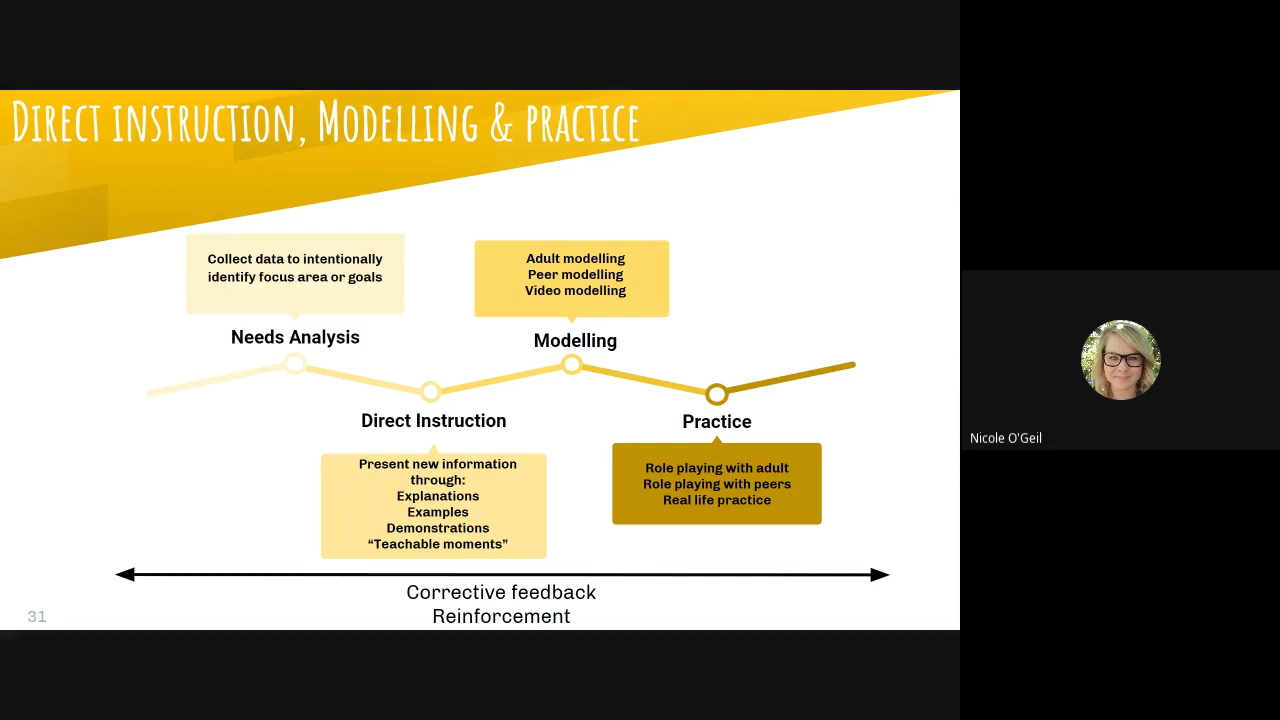 Direct instruction, Modelling & practice
Collect data to intentionally
identify focus area or goals
Adult modelling
Peer modelling
Video modelling
Needs Analysis
Modelling
Direct Instruction
Practice
Present new information
through:
Explanations
Examples
Demonstrations
“Teachable moments”
Role playing with adult
Role playing with peers
Real life practice
Corrective feedback
Reinforcement
31
Nicole O'Geil